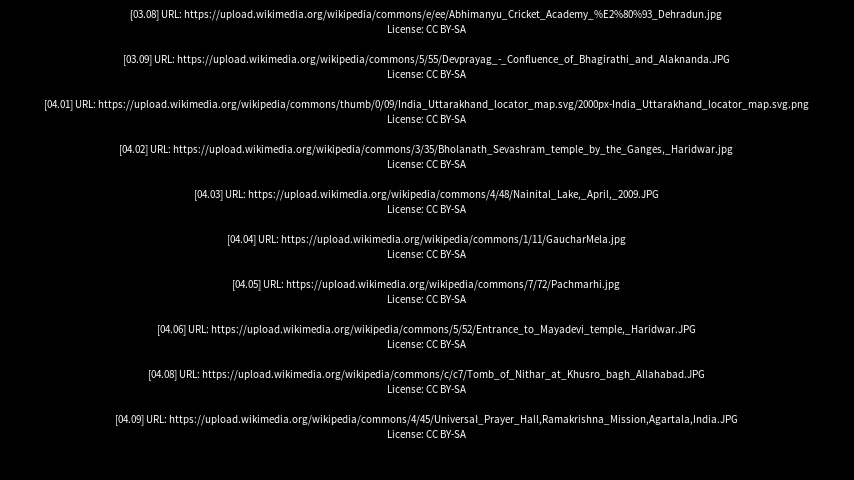 [03.08] URL: https://upload.wikimedia.org/wikipedia/commons/e/ee/Abhimanyu_Cricket_Academy_%E2%80%93_Dehradun.jpg
License: CC BY-SA
[03.09] URL: https://upload.wikimedia.org/wikipedia/commons/5/55/Devprayag_-_Confluence_of_Bhagirathi_and_Alaknanda.JPG
License: CC BY-SA
[04.01] URL: https://upload.wikimedia.org/wikipedia/commons/thumb/0/09/India_Uttarakhand_locator_map.svg/2000px-India_Uttarakhand_locator_map.svg.png
License: CC BY-SA
[04.02] URL: https://upload.wikimedia.org/wikipedia/commons/3/35/Bholanath_Sevashram_temple_by_the_Ganges,_Haridwar.jpg
License: CC BY-SA
[04.03] URL: https://upload.wikimedia.org/wikipedia/commons/4/48/Nainital_Lake,_April,_2009.JPG
License: CC BY-SA
[04.04] URL: https://upload.wikimedia.org/wikipedia/commons/1/11/GaucharMela.jpg
License: CC BY-SA
[04.05] URL: https://upload.wikimedia.org/wikipedia/commons/7/72/Pachmarhi.jpg
License: CC BY-SA
[04.06] URL: https://upload.wikimedia.org/wikipedia/commons/5/52/Entrance_to_Mayadevi_temple,_Haridwar.JPG
License: CC BY-SA
[04.08] URL: https://upload.wikimedia.org/wikipedia/commons/c/c7/Tomb_of_Nithar_at_Khusro_bagh_Allahabad.JPG
License: CC BY-SA
[04.09] URL: https://upload.wikimedia.org/wikipedia/commons/4/45/Universal_Prayer_Hall,Ramakrishna_Mission,Agartala,India.JPG
License: CC BY-SA